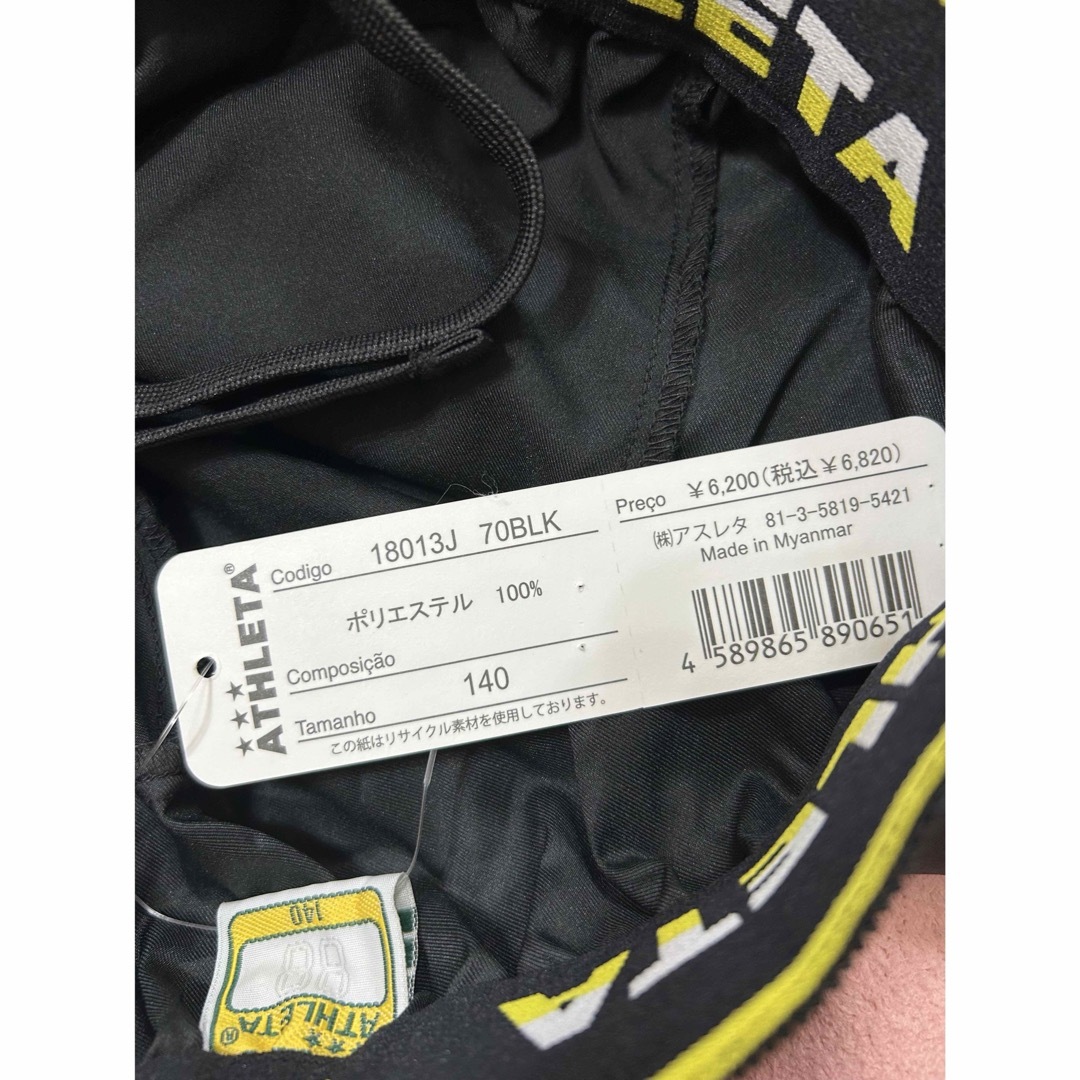 LETA
ATHLETA®
Codigo 18013J 70BLK
ポリエステル 100%
Composição
140
Tamanho
この紙はリサイクル素材を使用しております。
Preço ¥6,200(税込¥6,820)
㈱アスレタ 81-3-5819-5421
Made in Myanmar
4 589865 890651
140
ATHLETA®
ETA